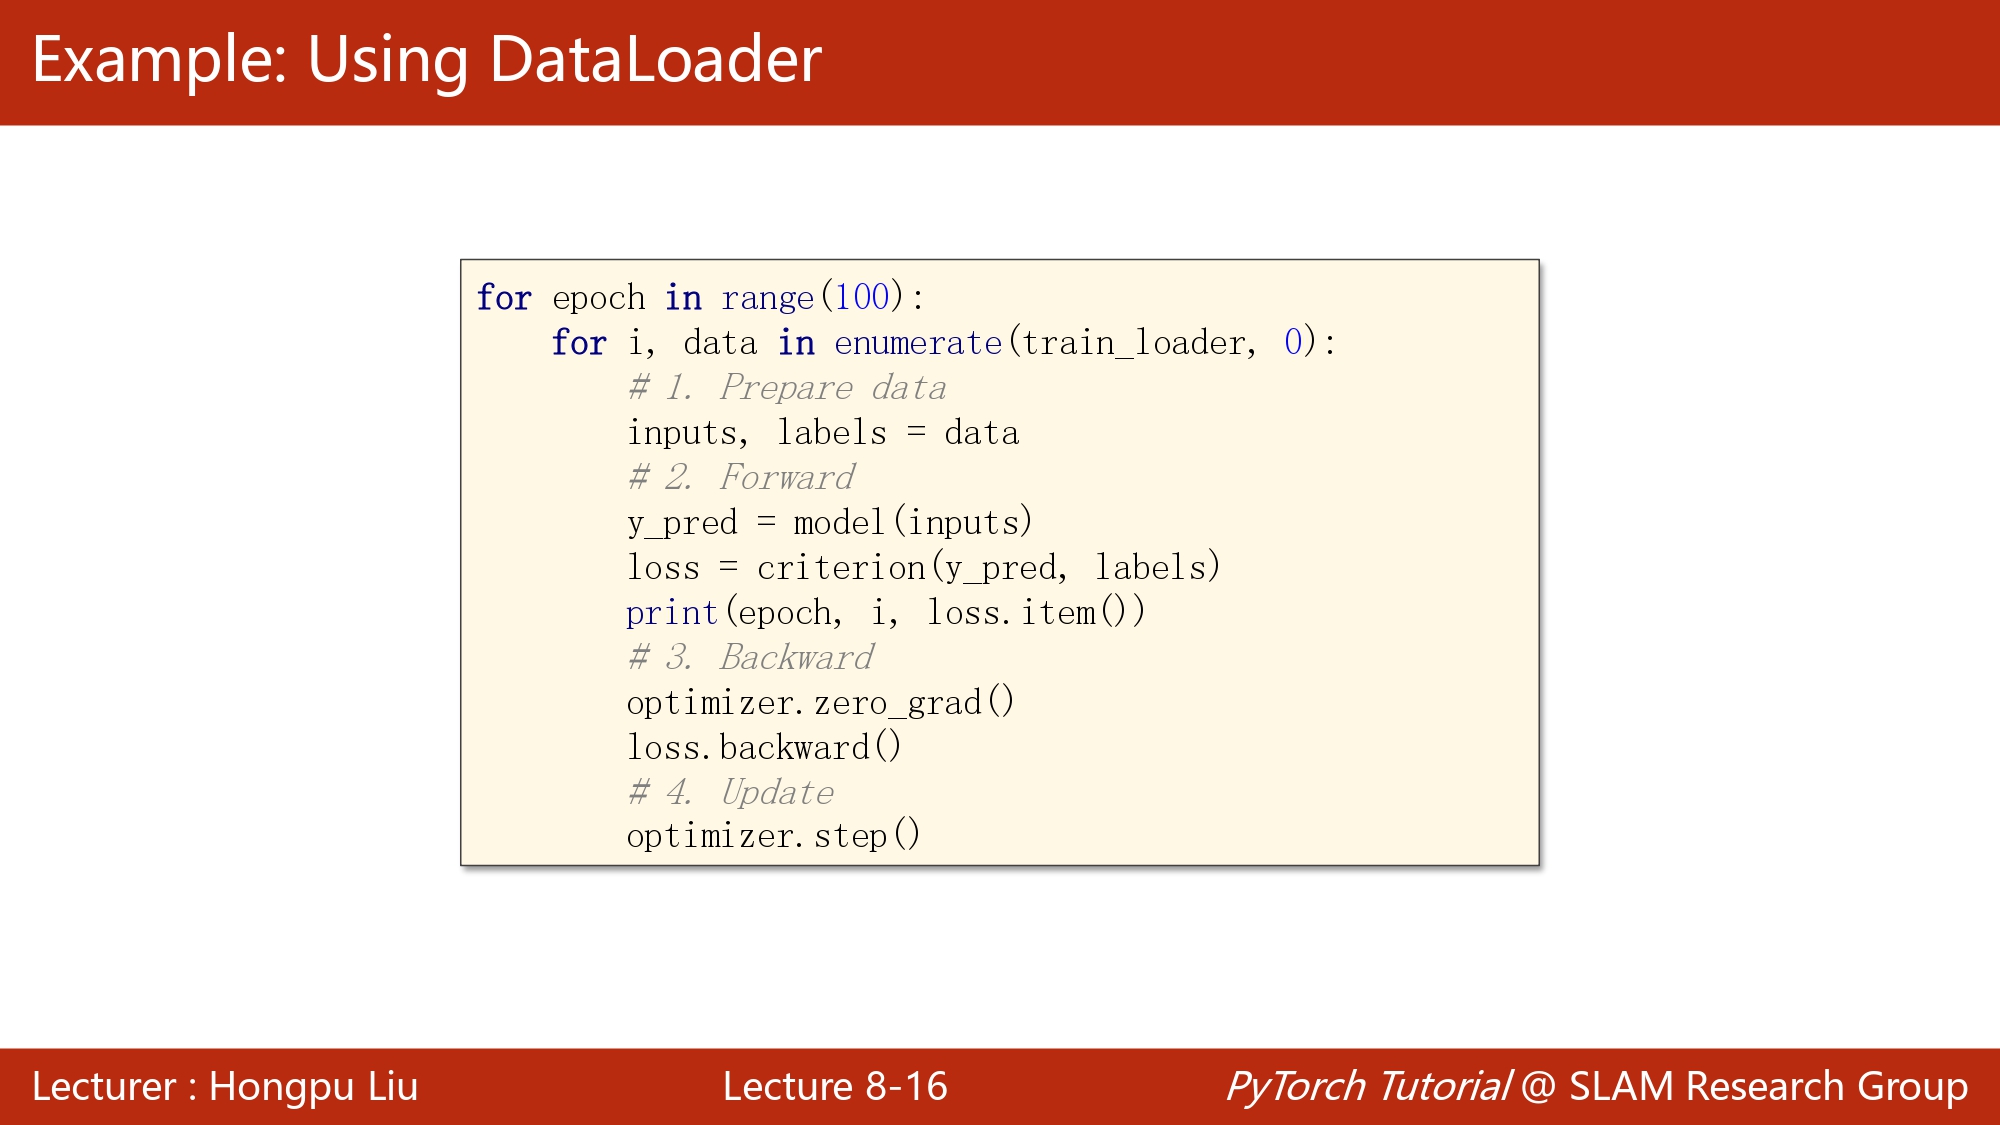 Example: Using DataLoader
for epoch in range(100):
    for i, data in enumerate(train_loader, 0):
        # 1. Prepare data
        inputs, labels = data
        # 2. Forward
        y_pred = model(inputs)
        loss = criterion(y_pred, labels)
        print(epoch, i, loss.item())
        # 3. Backward
        optimizer.zero_grad()
        loss.backward()
        # 4. Update
        optimizer.step()
Lecturer : Hongpu Liu
Lecture 8-16
PyTorch Tutorial @ SLAM Research Group